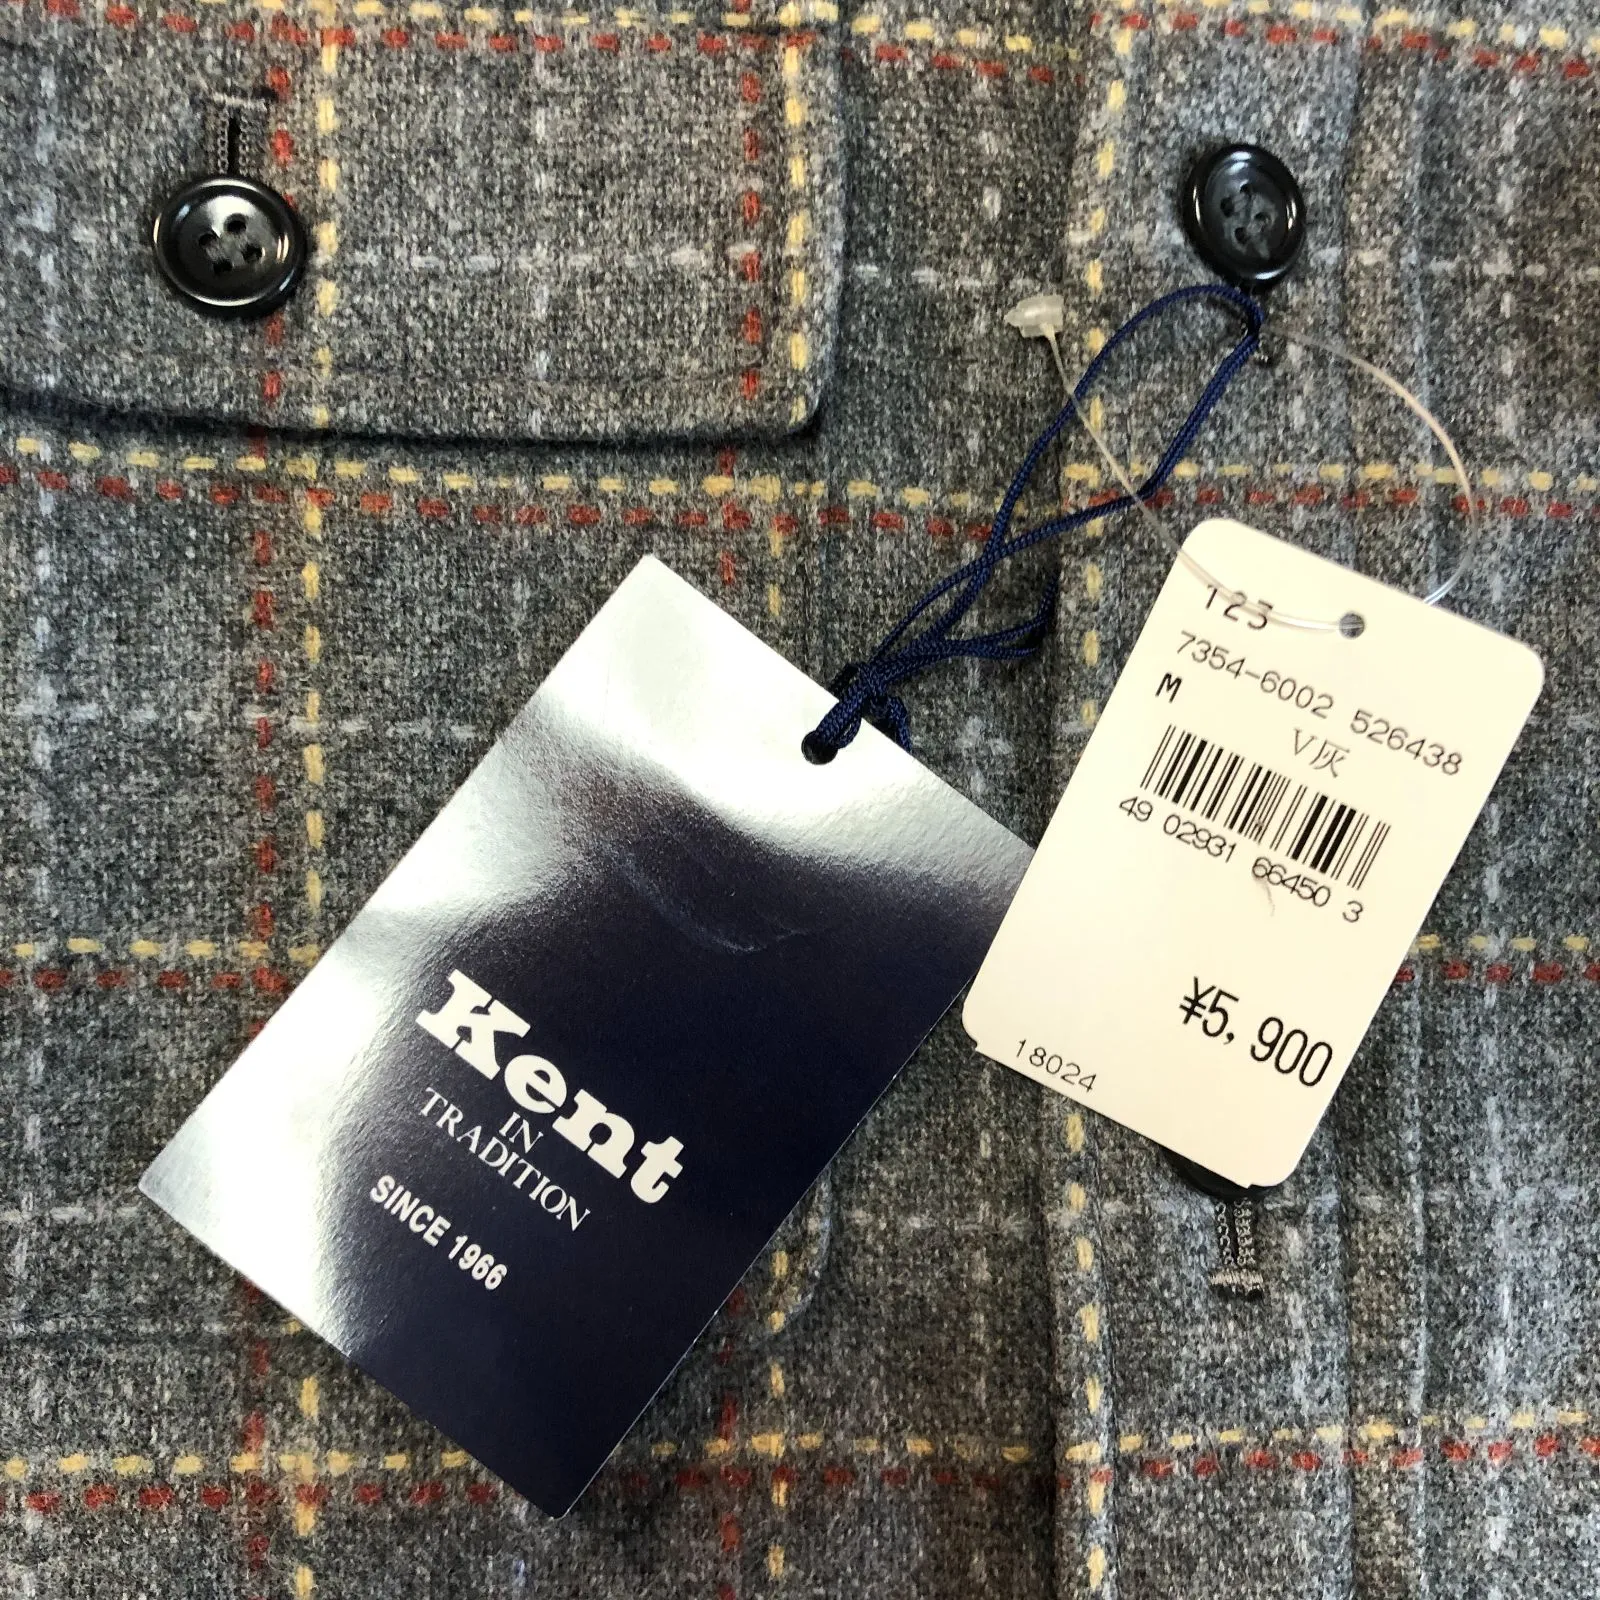 Kent
IN
TRADITION
SINCE 1966
123
7354-6002 526438
M
V灰
49 02931 66450 3
¥5,900
18024